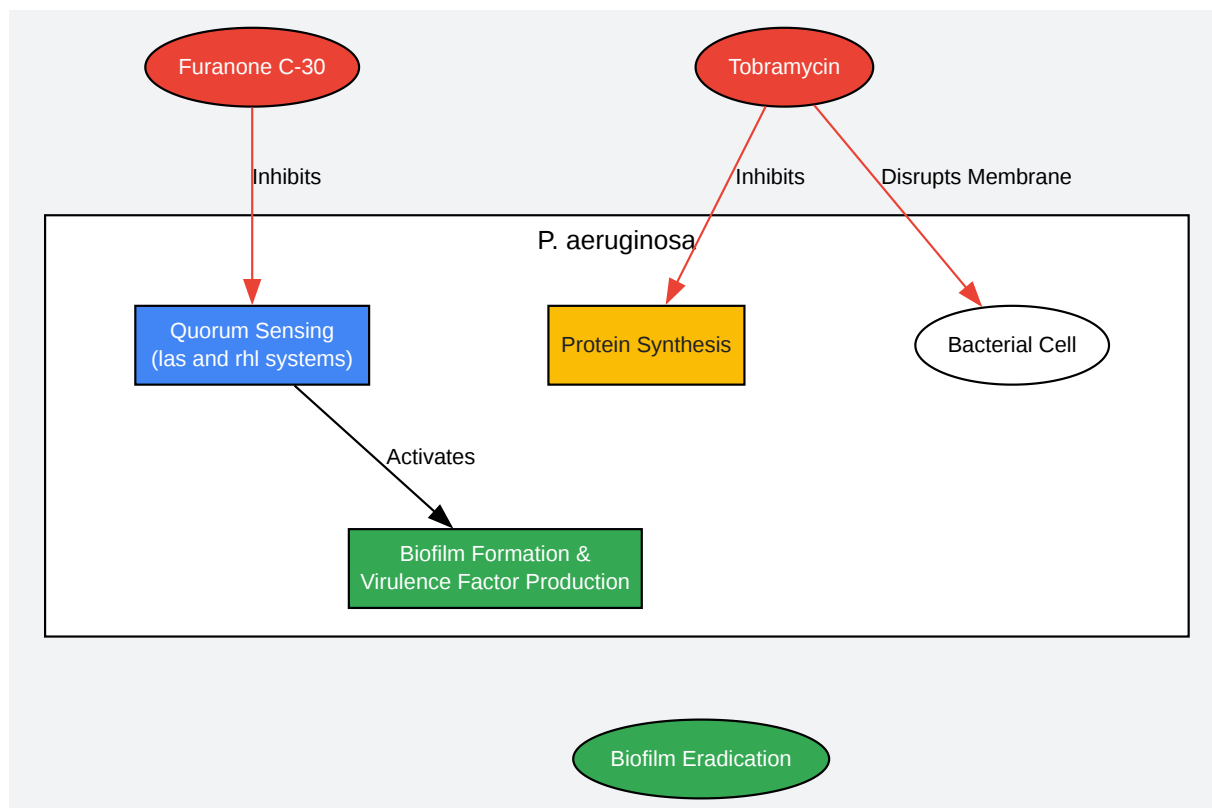 Furanone C-30
Tobramycin
Inhibits
Inhibits
Disrupts Membrane
P. aeruginosa
Quorum Sensing
(las and rhl systems)
Protein Synthesis
Bacterial Cell
Activates
Biofilm Formation &
Virulence Factor Production
Biofilm Eradication